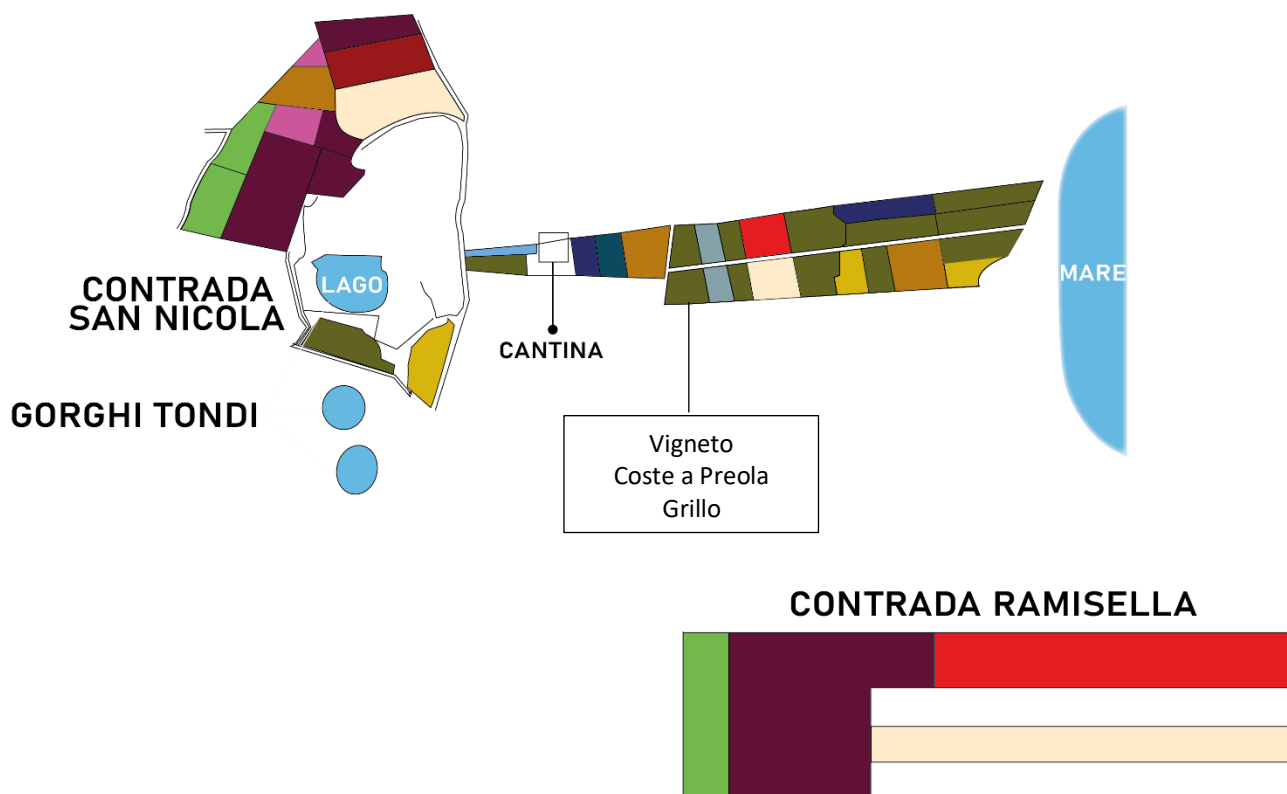 CONTRADA
SAN NICOLA
LAGO
MARE
CANTINA
GORGHI TONDI
Vigneto
Coste a Preola
Grillo
CONTRADA RAMISELLA